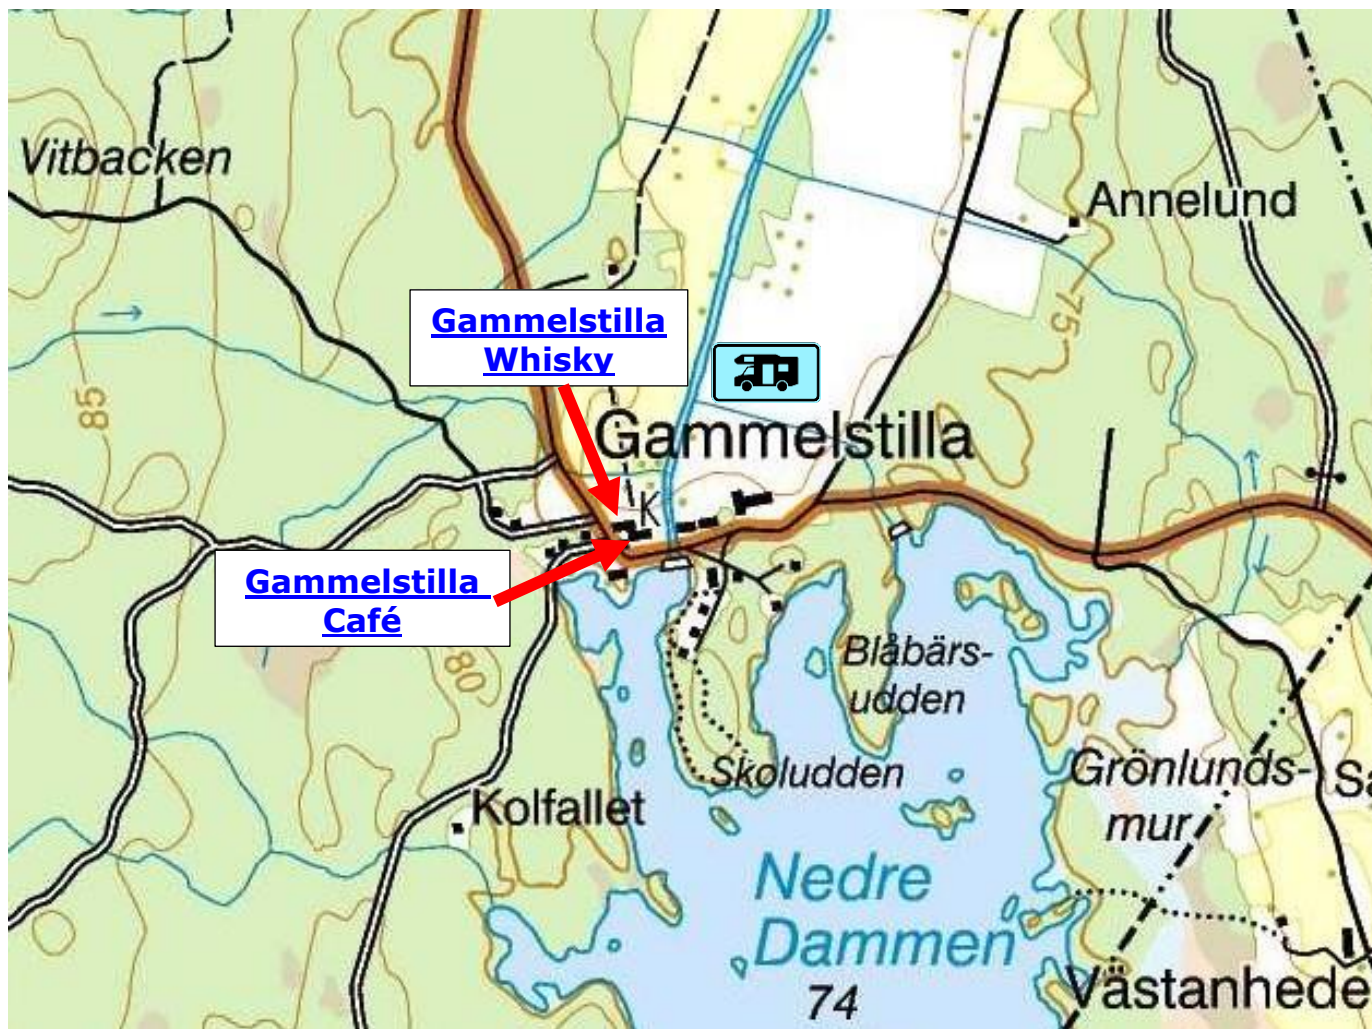 Vitbacken
Annelund
75
Gammelstilla
Whisky
85
Gammelstilla
K
Gammelstilla
Café
80
Blåbärs-
udden
Skoludden
Grönlunds-
mur
Kolfallet
Nedre
Dammen
74
Västanhede